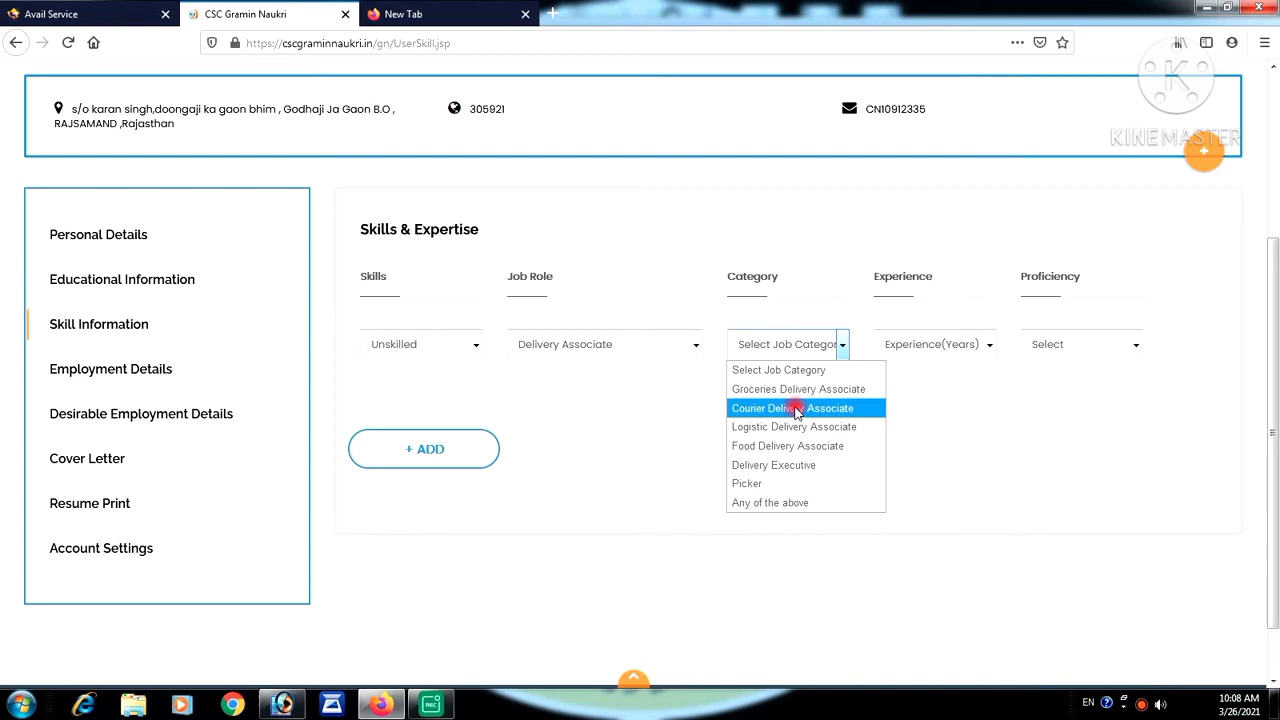 Avail Service
CSC Gramin Naukri
New Tab
https://cscgraminnaukri.in/gn/UserSkill.jsp
K
KINEMASTER
s/o karan singh,doongaji ka gaon bhim , Godhaji Ja Gaon B.O ,
RAJSAMAND ,Rajasthan
305921
CN10912335
+
Personal Details
Educational Information
Skill Information
Employment Details
Desirable Employment Details
Cover Letter
Resume Print
Account Settings
Skills & Expertise
Skills Job Role Category Experience Proficiency
Unskilled Delivery Associate Select Job Categor Experience(Years) Select
Select Job Category
Groceries Delivery Associate
Courier Delivery Associate
Logistic Delivery Associate
Food Delivery Associate
Delivery Executive
Picker
Any of the above
+ ADD
REC
EN
10:08 AM
3/26/2021